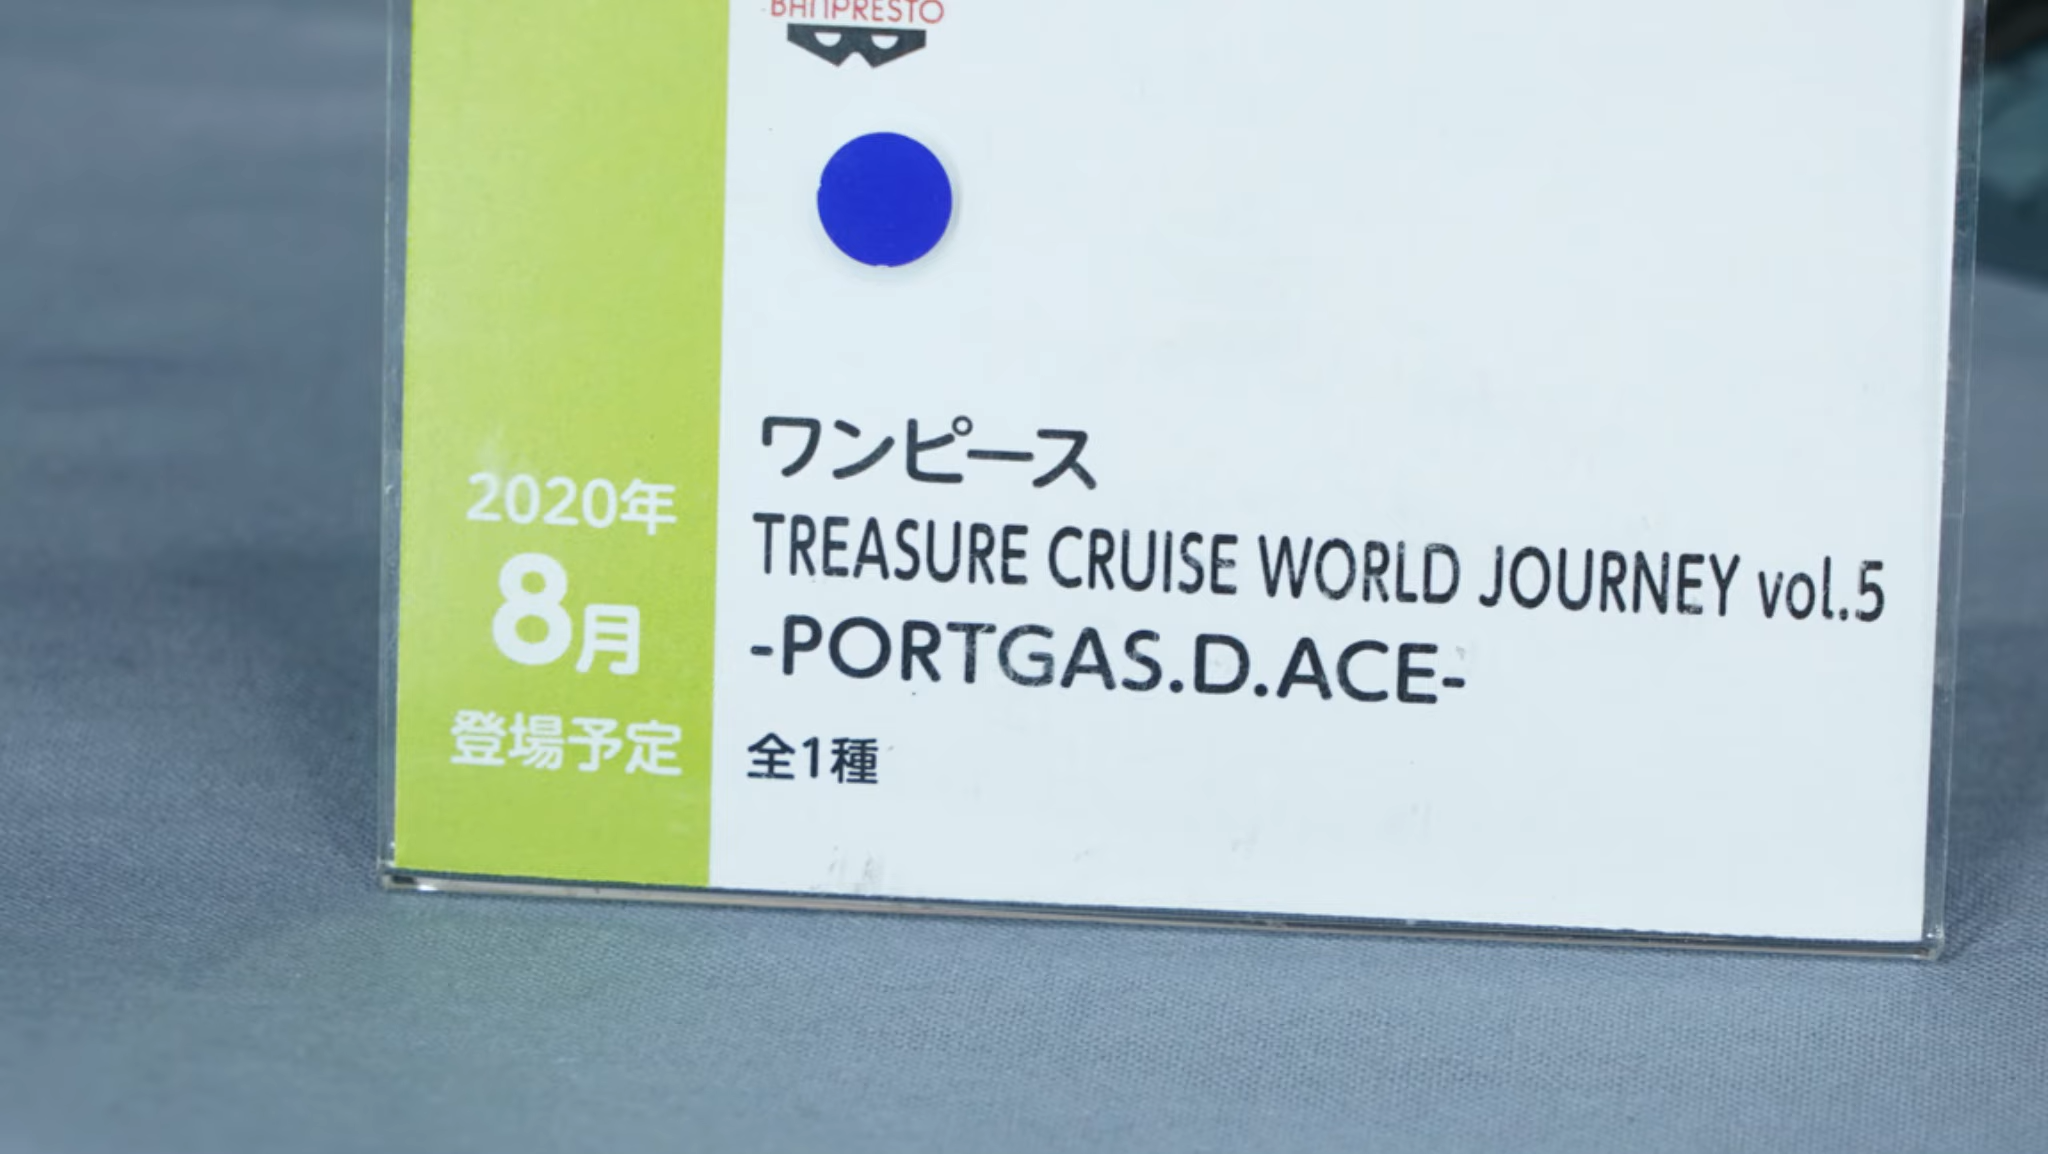 BANPRESTO
2020年
8月
登場予定
ワンピース
TREASURE CRUISE WORLD JOURNEY vol.5
-PORTGAS.D.ACE-
全1種